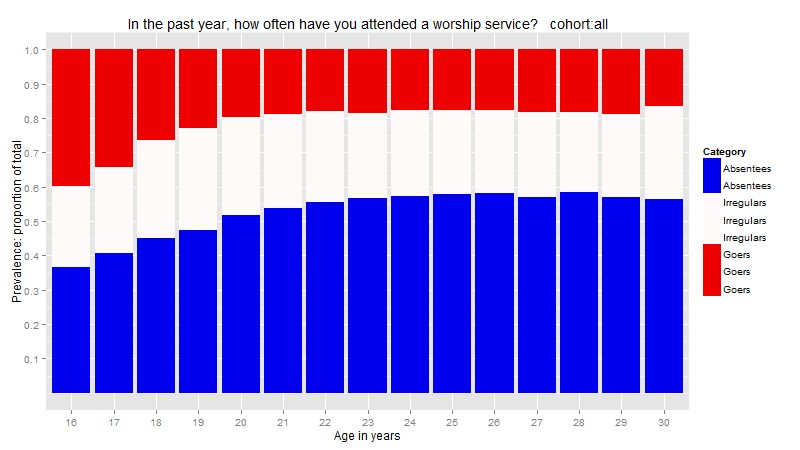 In the past year, how often have you attended a worship service?   cohort:all
Prevalence: proportion of total
1.0
0.9
0.8
0.7
0.6
0.5
0.4
0.3
0.2
0.1
16 17 18 19 20 21 22 23 24 25 26 27 28 29 30
Age in years
Category
Absentees
Absentees
Irregulars
Irregulars
Irregulars
Goers
Goers
Goers